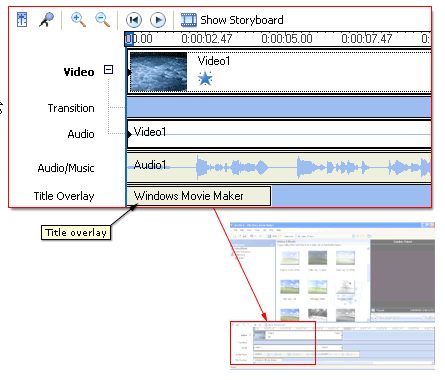 Show Storyboard
00.00 0:00:02.47 0:00:05.00 0:00:07.47
Video
Video1
Transition
Audio
Video1
Audio/Music
Audio1
Title Overlay
Windows Movie Maker
Title overlay